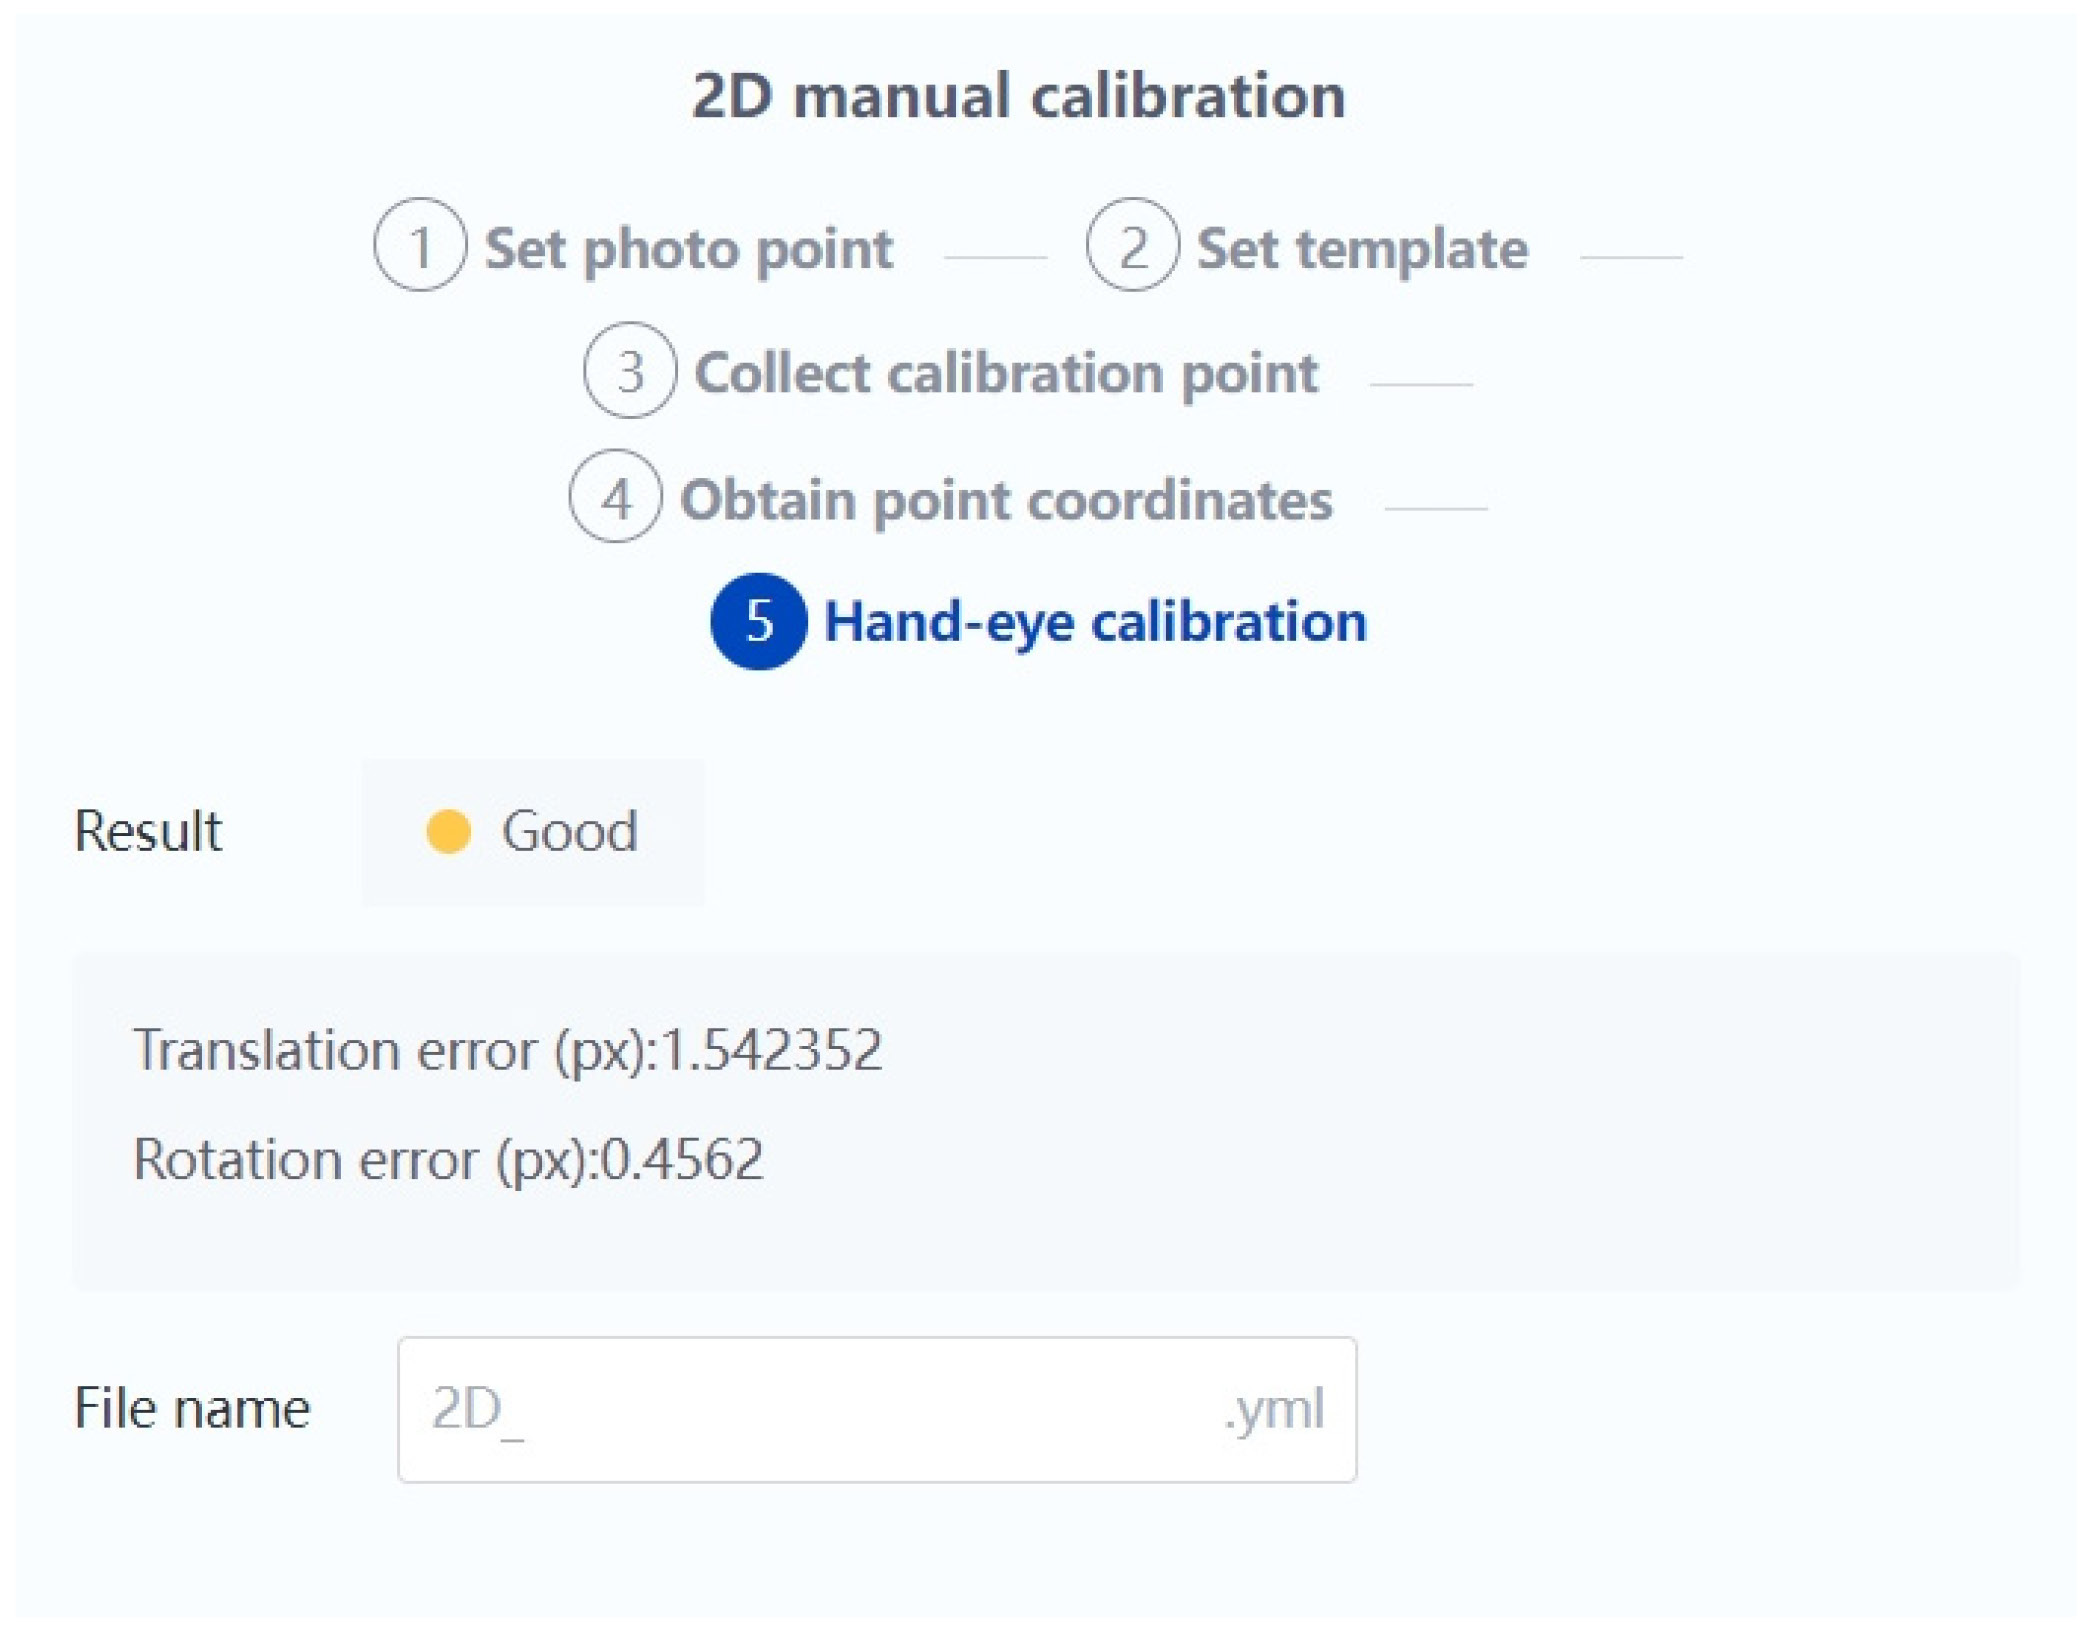 2D manual calibration
1 Set photo point 2 Set template
3 Collect calibration point
4 Obtain point coordinates
5 Hand-eye calibration
Result Good
Translation error (px):1.542352
Rotation error (px):0.4562
File name 2D_ .yml